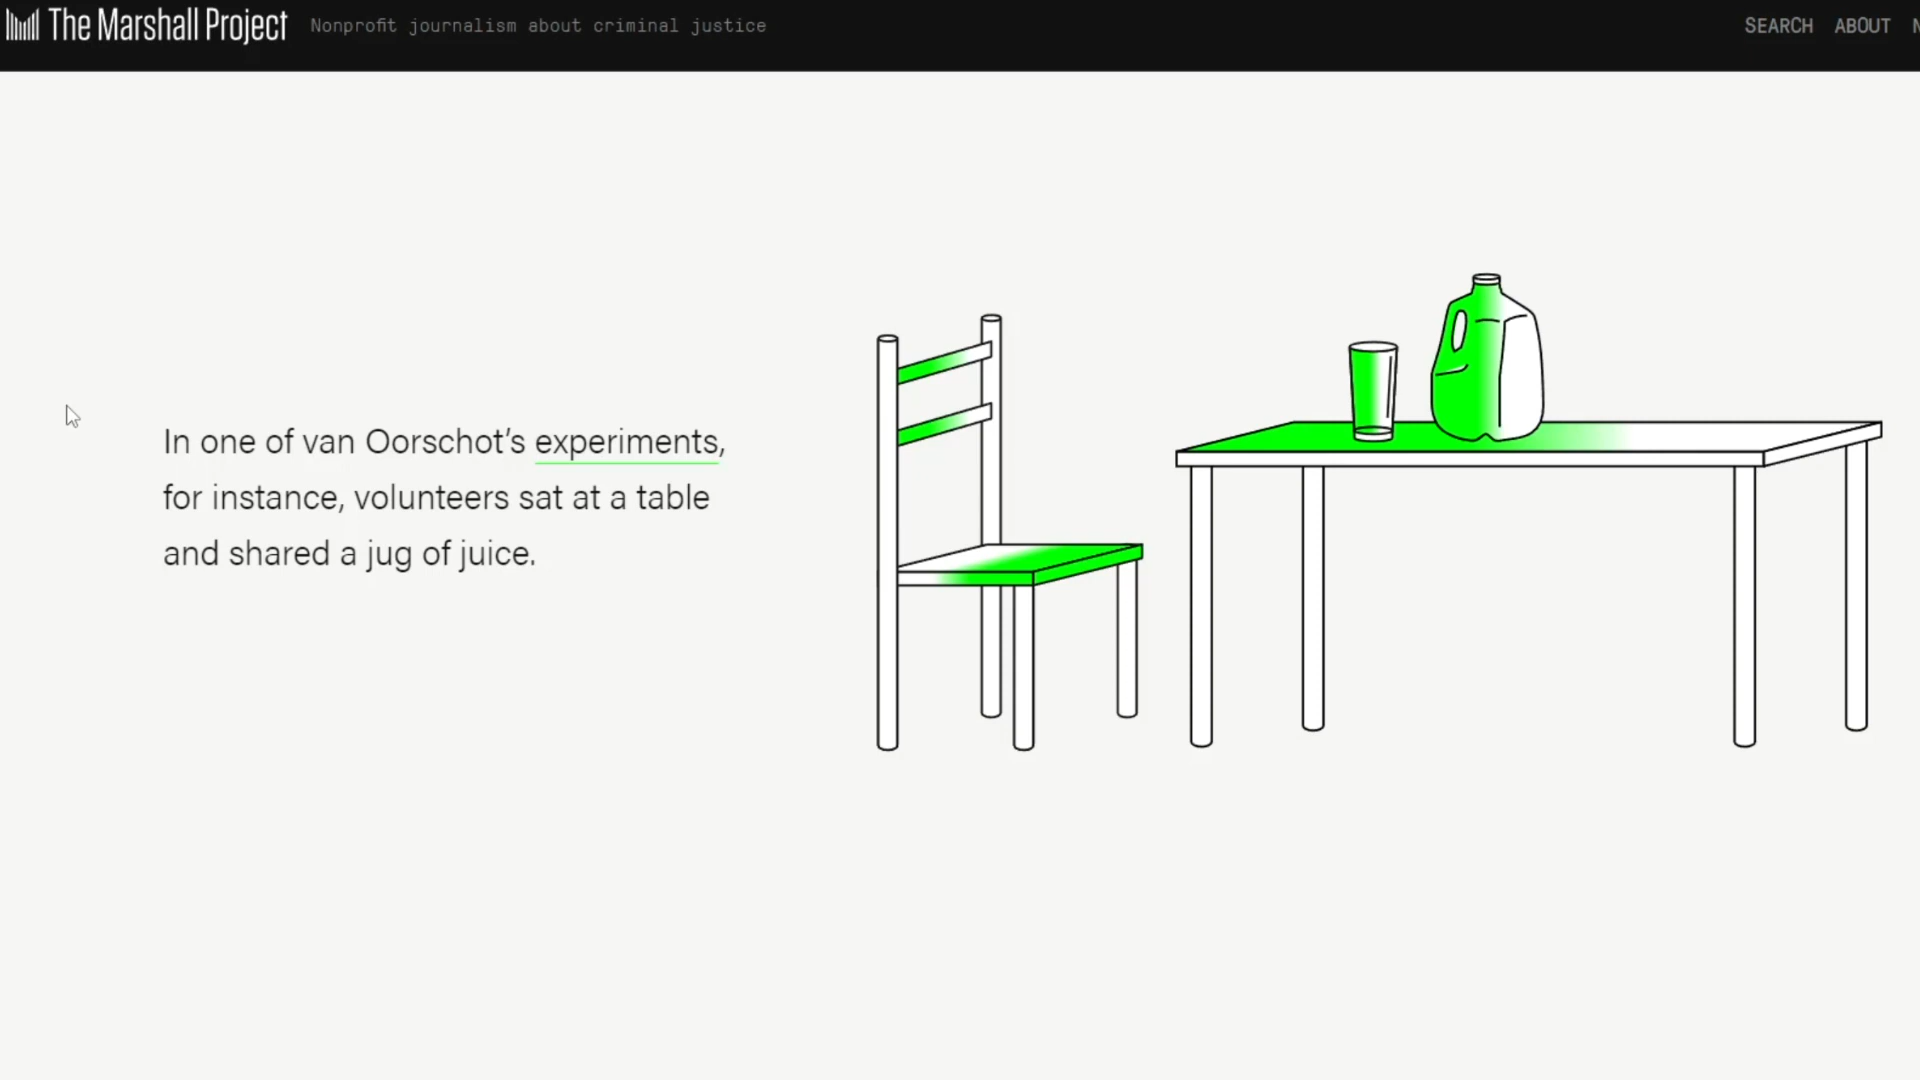 The Marshall Project
Nonprofit journalism about criminal justice
SEARCH ABOUT
In one of van Oorschot’s experiments,
for instance, volunteers sat at a table
and shared a jug of juice.